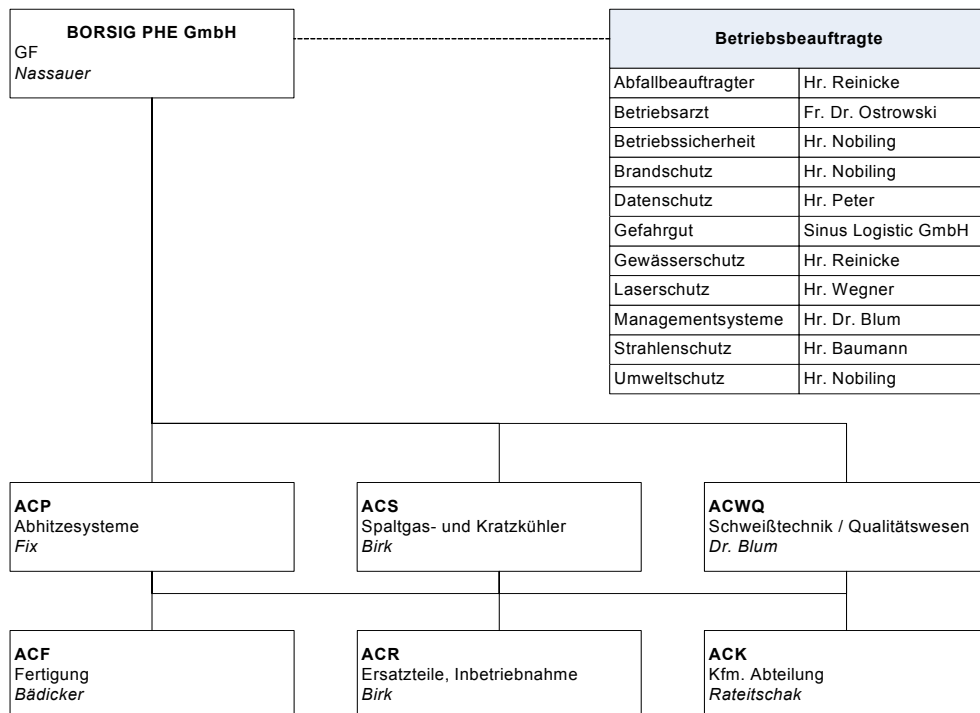 BORSIG PHE GmbH
GF
Nassauer
Betriebsbeauftragte
Abfallbeauftragter Hr. Reinicke
Betriebsarzt Fr. Dr. Ostrowski
Betriebssicherheit Hr. Nobiling
Brandschutz Hr. Nobiling
Datenschutz Hr. Peter
Gefahrgut Sinus Logistic GmbH
Gewässerschutz Hr. Reinicke
Laserschutz Hr. Wegner
Managementsysteme Hr. Dr. Blum
Strahlenschutz Hr. Baumann
Umweltschutz Hr. Nobiling
ACP
Abhitzesysteme
Fix
ACS
Spaltgas- und Kratzkühler
Birk
ACWQ
Schweißtechnik / Qualitätswesen
Dr. Blum
ACF
Fertigung
Bädicker
ACR
Ersatzteile, Inbetriebnahme
Birk
ACK
Kfm. Abteilung
Rateitschak